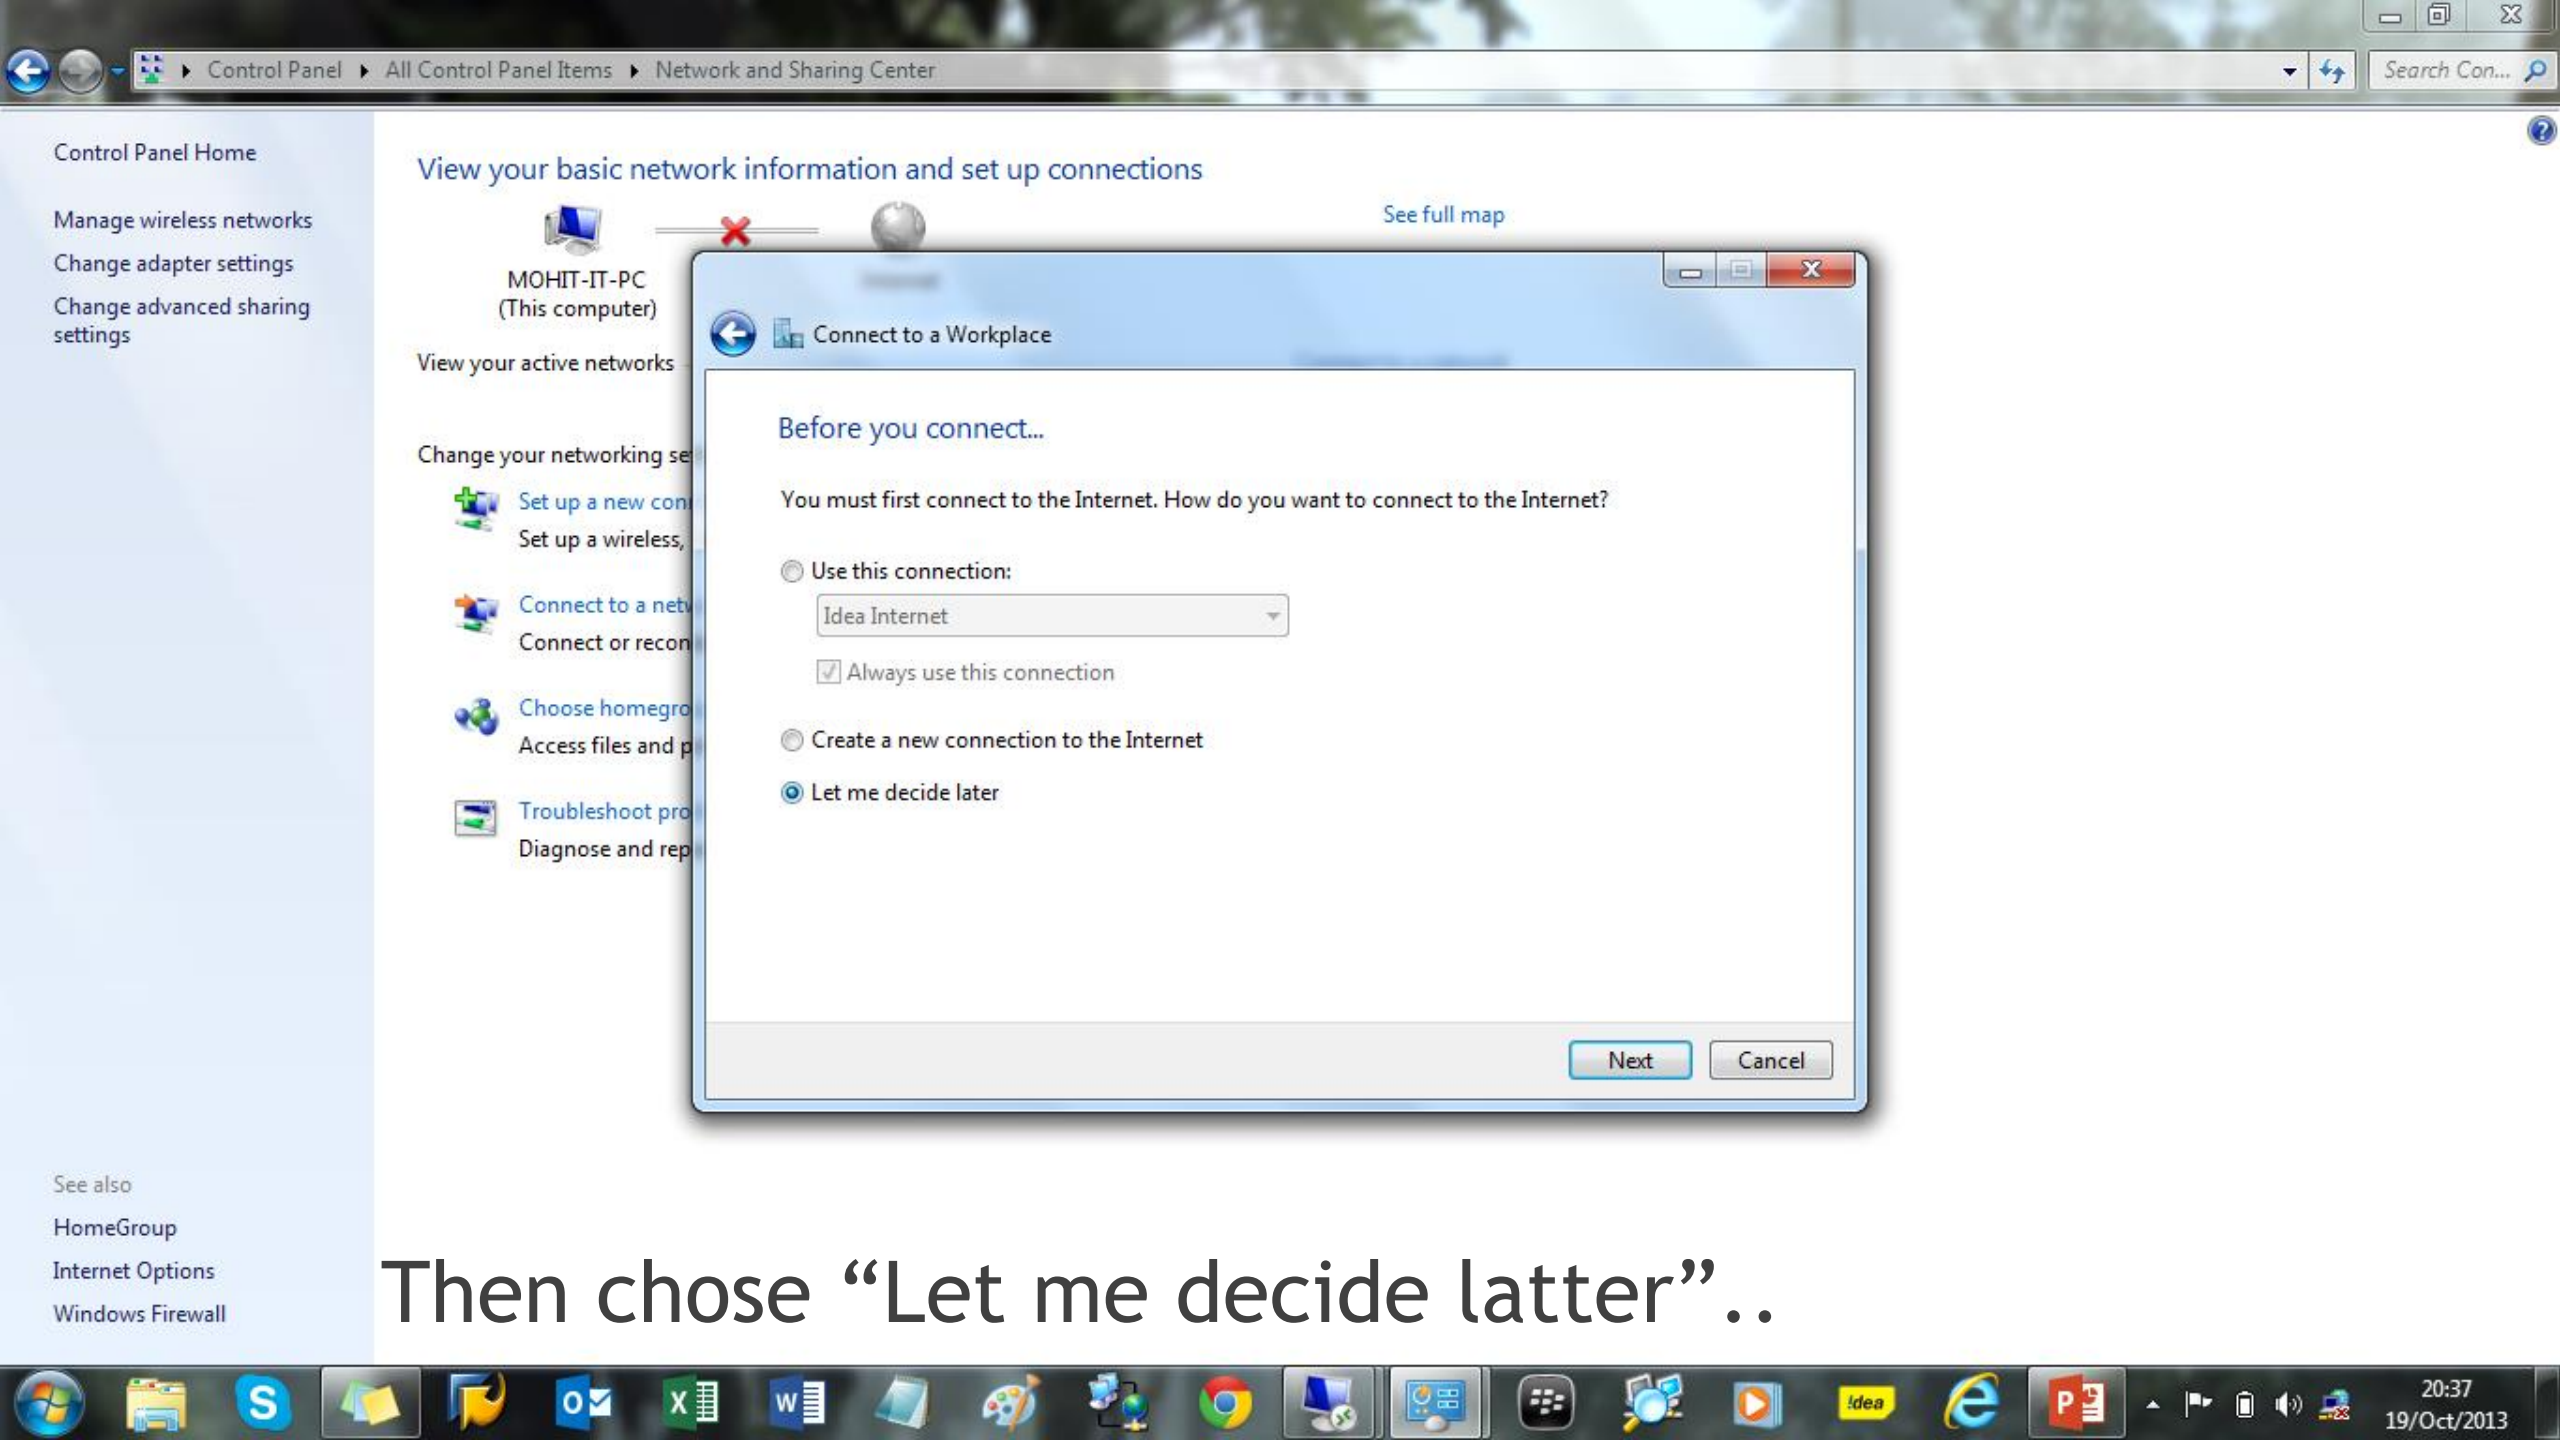 Control Panel ▸ All Control Panel Items ▸ Network and Sharing Center
Search Con...
Control Panel Home
Manage wireless networks
Change adapter settings
Change advanced sharing
settings
See also
HomeGroup
Internet Options
Windows Firewall
View your basic network information and set up connections
See full map
MOHIT-IT-PC
(This computer)
View your active networks
Change your networking se
Set up a new con
Set up a wireless,
Connect to a net
Connect or recon
Choose homegro
Access files and p
Troubleshoot pro
Diagnose and rep
Connect to a Workplace
Before you connect...
You must first connect to the Internet. How do you want to connect to the Internet?
Use this connection:
Idea Internet
Always use this connection
Create a new connection to the Internet
Let me decide later
Next
Cancel
Then chose “Let me decide latter”..
!dea
20:37
19/Oct/2013